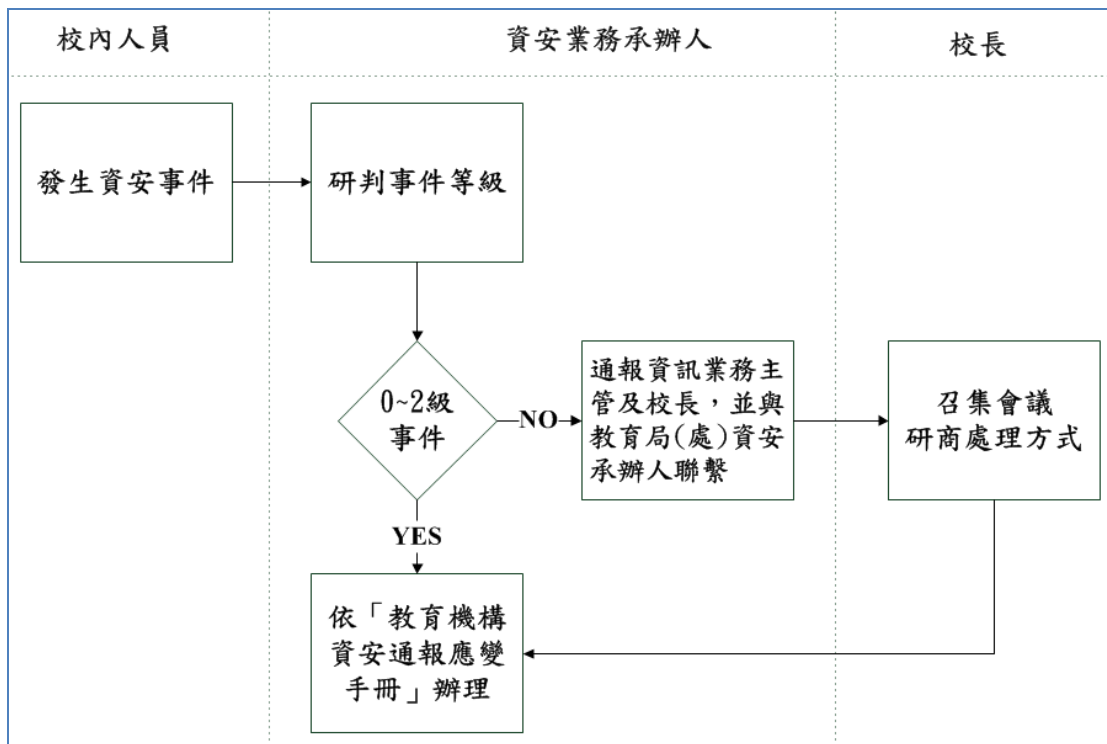 校內人員
資安業務承辦人
校長
發生資安事件
研判事件等級
0~2級
事件
NO
通報資訊業務主
管及校長，並與
教育局(處)資安
承辦人聯繫
召集會議
研商處理方式
YES
依「教育機構
資安通報應變
手冊」辦理